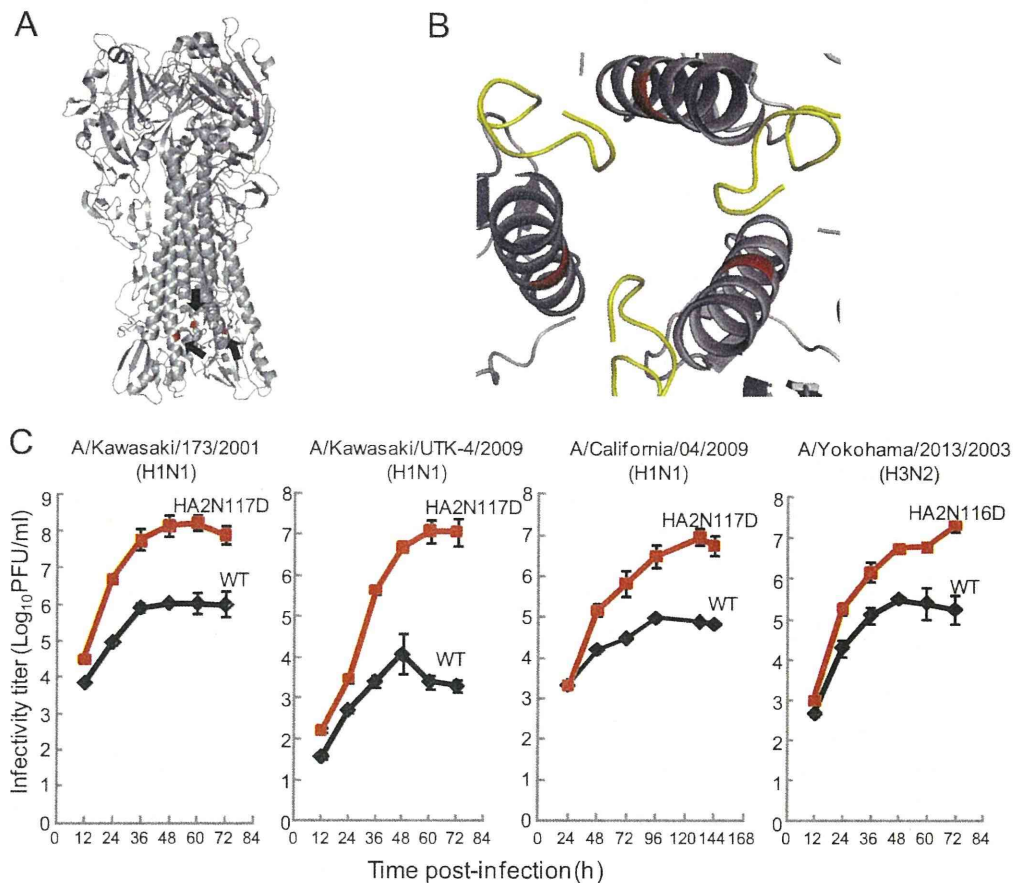 A
B
C
A/Kawasaki/173/2001
(H1N1)
A/Kawasaki/UTK-4/2009
(H1N1)
A/California/04/2009
(H1N1)
A/Yokohama/2013/2003
(H3N2)
Infectivity titer (Log10PFU/ml)
9
8
7
6
5
4
3
2
1
0
HA2N117D
WT
0 12 24 36 48 60 72 84
8
7
6
5
4
3
2
1
0
HA2N117D
WT
0 12 24 36 48 60 72 84
8
7
6
5
4
3
2
1
0
HA2N117D
WT
0 24 48 72 96 120 144 168
8
7
6
5
4
3
2
1
0
HA2N116D
WT
0 12 24 36 48 60 72 84
Time post-infection (h)